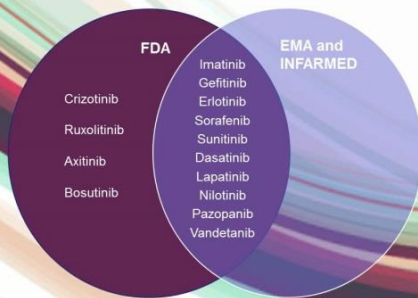 FDA
Crizotinib
Ruxolitinib
Axitinib
Bosutinib
Imatinib
Gefitinib
Erlotinib
Sorafenib
Sunitinib
Dasatinib
Lapatinib
Nilotinib
Pazopanib
Vandetanib
EMA and
INFARMED